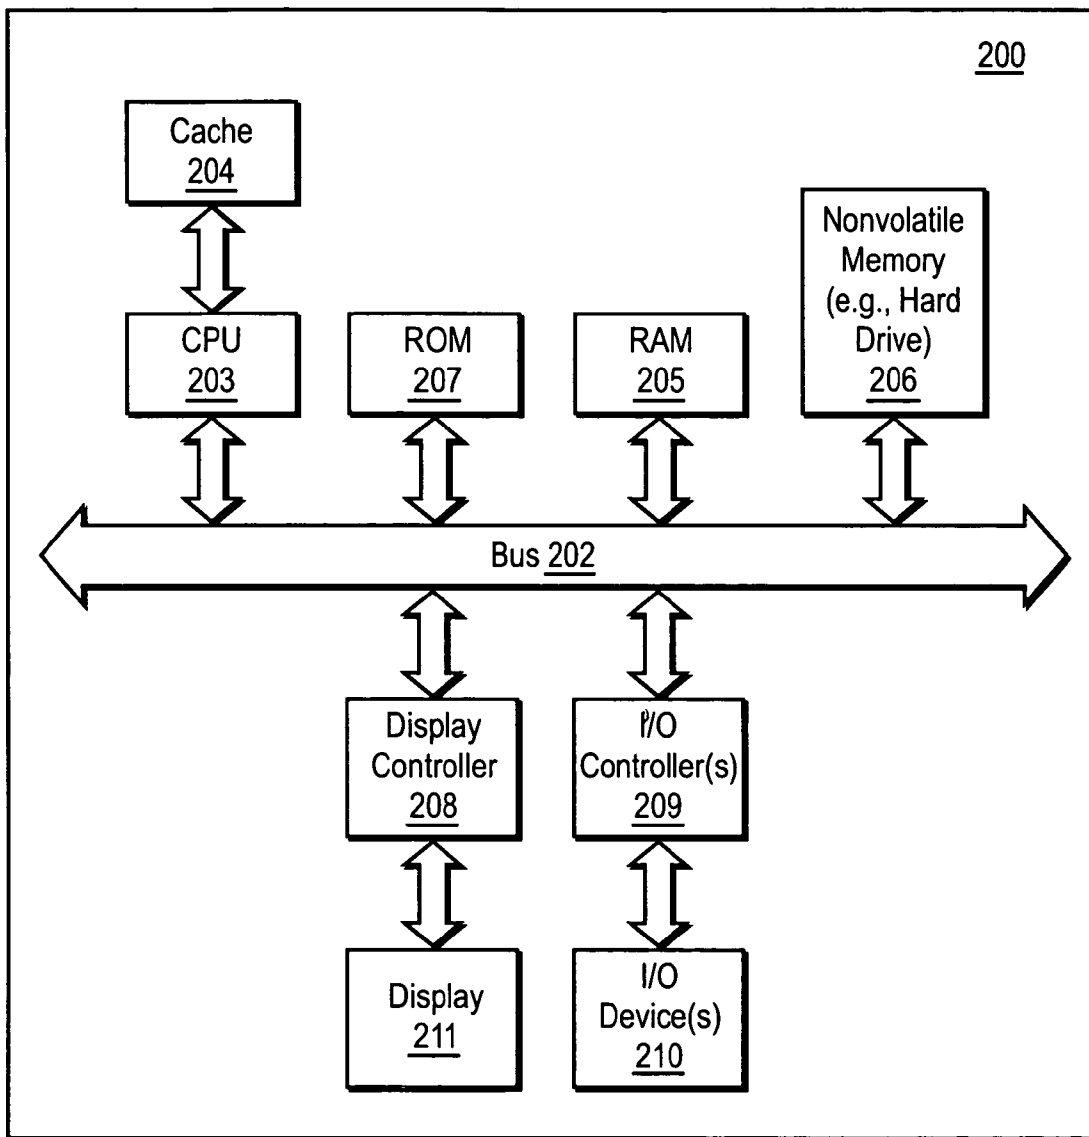 200
Cache
204
CPU
203
ROM
207
RAM
205
Nonvolatile
Memory
(e.g., Hard
Drive)
206
Bus 202
Display
Controller
208
I/O
Controller(s)
209
Display
211
I/O
Device(s)
210